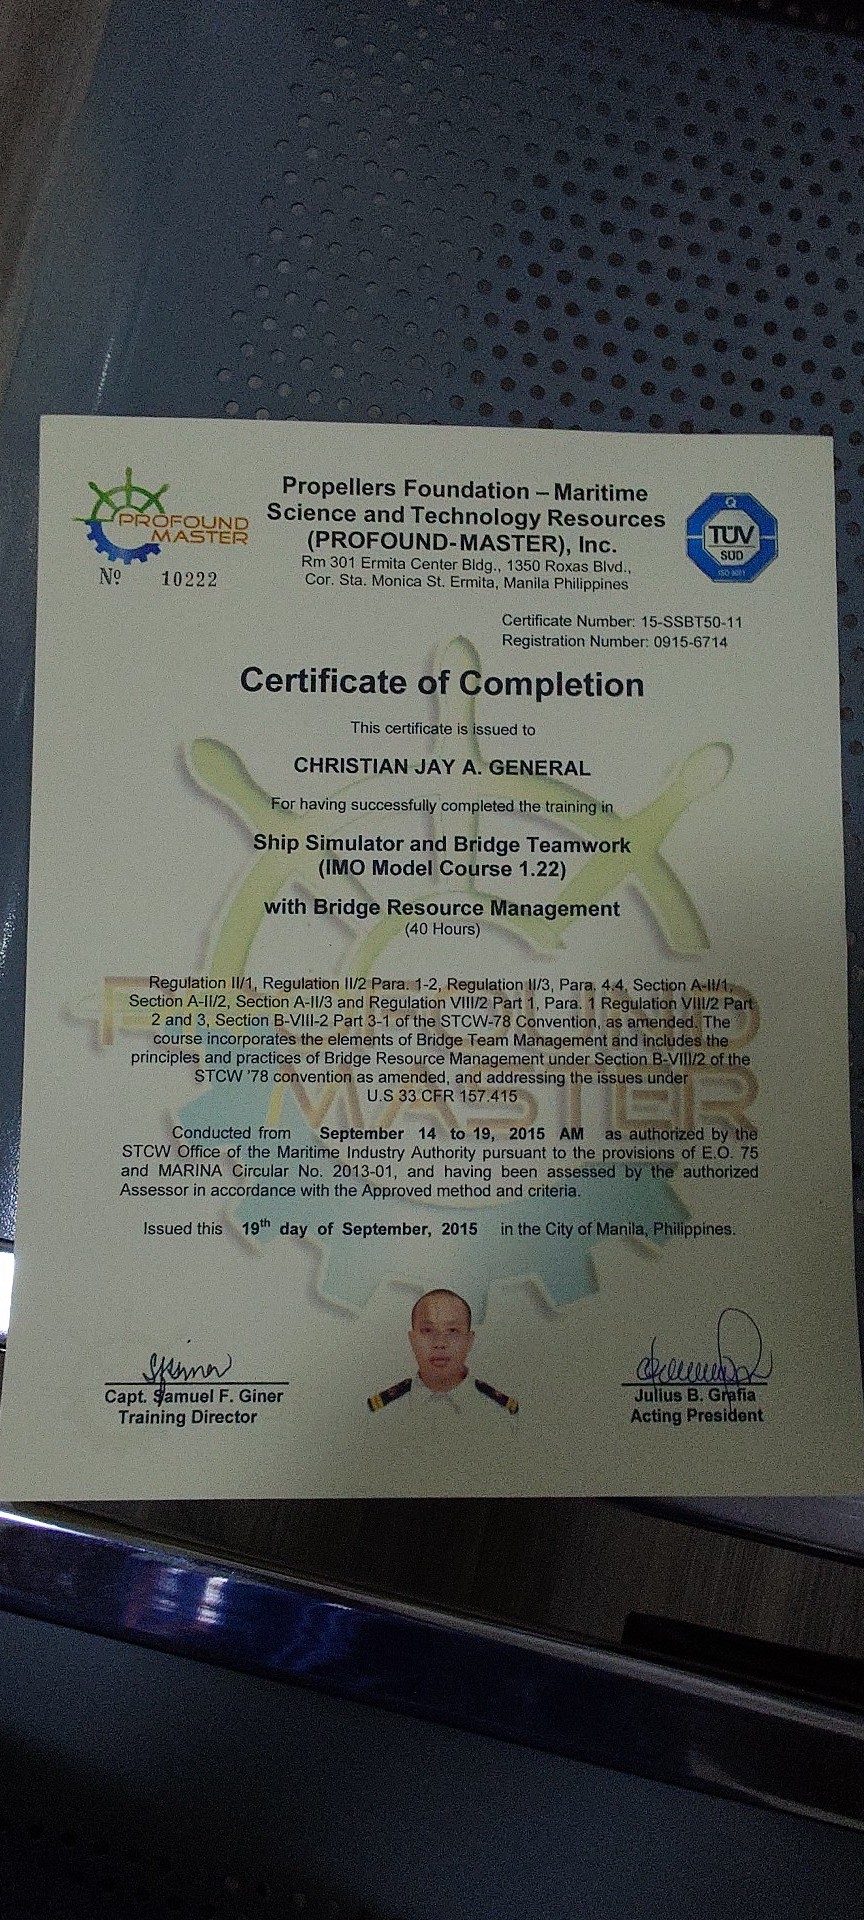 PROFOUND
MASTER
Nº 10222
Propellers Foundation – Maritime
Science and Technology Resources
(PROFOUND-MASTER), Inc.
Rm 301 Ermita Center Bldg., 1350 Roxas Blvd.,
Cor. Sta. Monica St. Ermita, Manila Philippines
Q
TÜV
SÜD
ISO 9001
Certificate Number: 15-SSBT50-11
Registration Number: 0915-6714
Certificate of Completion
This certificate is issued to
CHRISTIAN JAY A. GENERAL
For having successfully completed the training in
Ship Simulator and Bridge Teamwork
(IMO Model Course 1.22)
with Bridge Resource Management
(40 Hours)
PROFOUND
MASTER
Regulation II/1, Regulation II/2 Para. 1-2, Regulation II/3, Para. 4.4, Section A-II/1,
Section A-II/2, Section A-II/3 and Regulation VIII/2 Part 1, Para. 1 Regulation VIII/2 Part
2 and 3, Section B-VIII-2 Part 3-1 of the STCW-78 Convention, as amended. The
course incorporates the elements of Bridge Team Management and includes the
principles and practices of Bridge Resource Management under Section B-VIII/2 of the
STCW '78 convention as amended, and addressing the issues under
U.S 33 CFR 157.415
Conducted from September 14 to 19, 2015 AM as authorized by the
STCW Office of the Maritime Industry Authority pursuant to the provisions of E.O. 75
and MARINA Circular No. 2013-01, and having been assessed by the authorized
Assessor in accordance with the Approved method and criteria.
Issued this 19th day of September, 2015 in the City of Manila, Philippines.
Capt. Samuel F. Giner
Training Director
Julius B. Grafia
Acting President